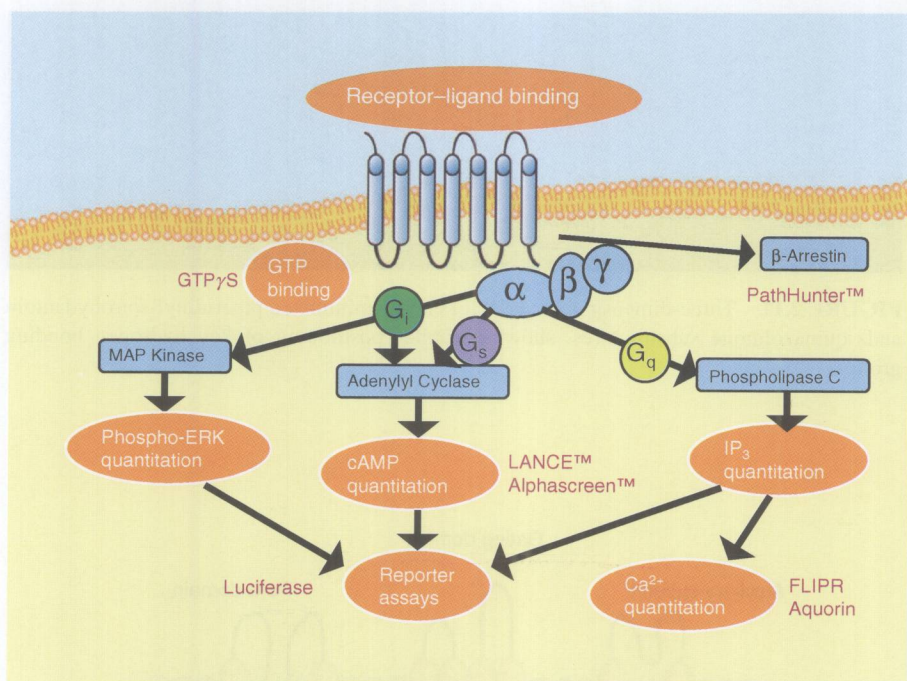 Receptor–ligand binding
GTPγS
GTP
binding
α
β
γ
β-Arrestin
PathHunter™
Gi
Gs
Gq
MAP Kinase
Adenylyl Cyclase
Phospholipase C
Phospho-ERK
quantitation
cAMP
quantitation
LANCE™
Alphascreen™
IP₃
quantitation
Luciferase
Reporter
assays
Ca²⁺
quantitation
FLIPR
Aquorin